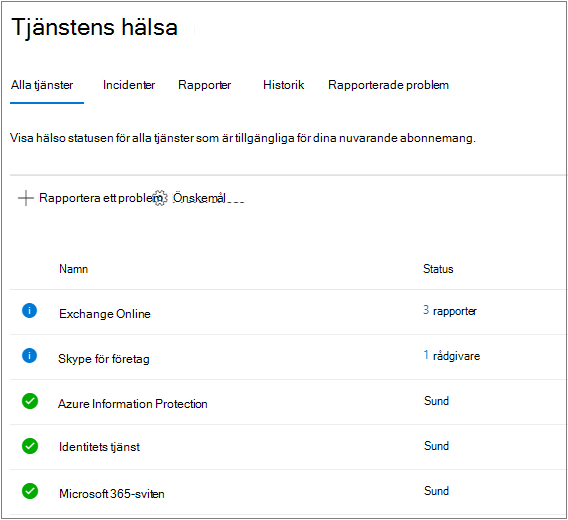 Tjänstens hälsa
Alla tjänster Incidenter Rapporter Historik Rapporterade problem
Visa hälso statusen för alla tjänster som är tillgängliga för dina nuvarande abonnemang.
Rapportera ett problem Önskemål
Namn Status
Exchange Online 3 rapporter
Skype för företag 1 rådgivare
Azure Information Protection Sund
Identitets tjänst Sund
Microsoft 365-sviten Sund